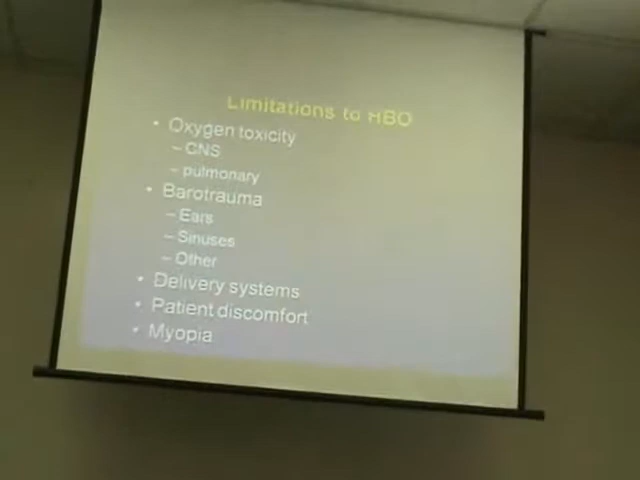 Limitations to HBO
• Oxygen toxicity
– CNS
– pulmonary
• Barotrauma
– Ears
– Sinuses
– Other
• Delivery systems
• Patient discomfort
• Myopia